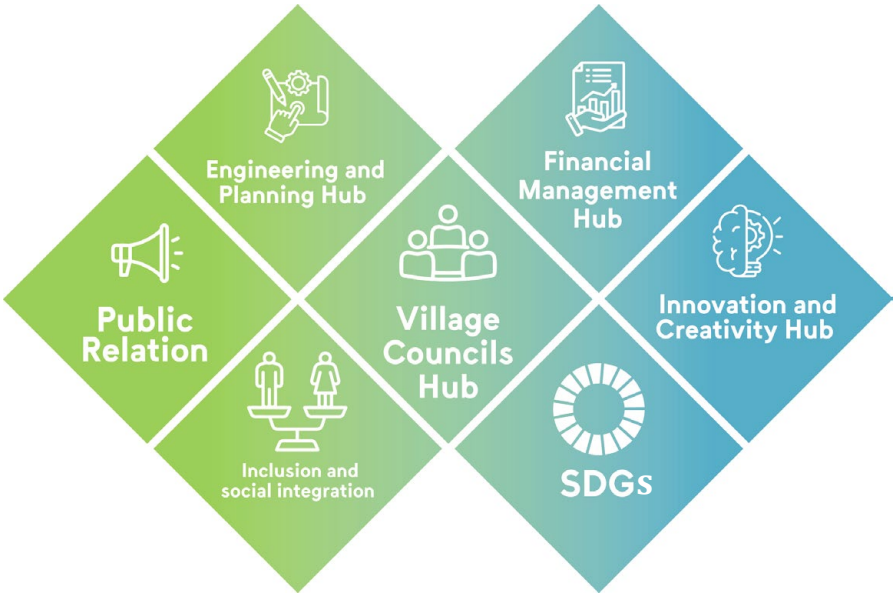 Engineering and
Planning Hub
Financial
Management
Hub
Public
Relation
Village
Councils
Hub
Innovation and
Creativity Hub
Inclusion and
social integration
SDGs